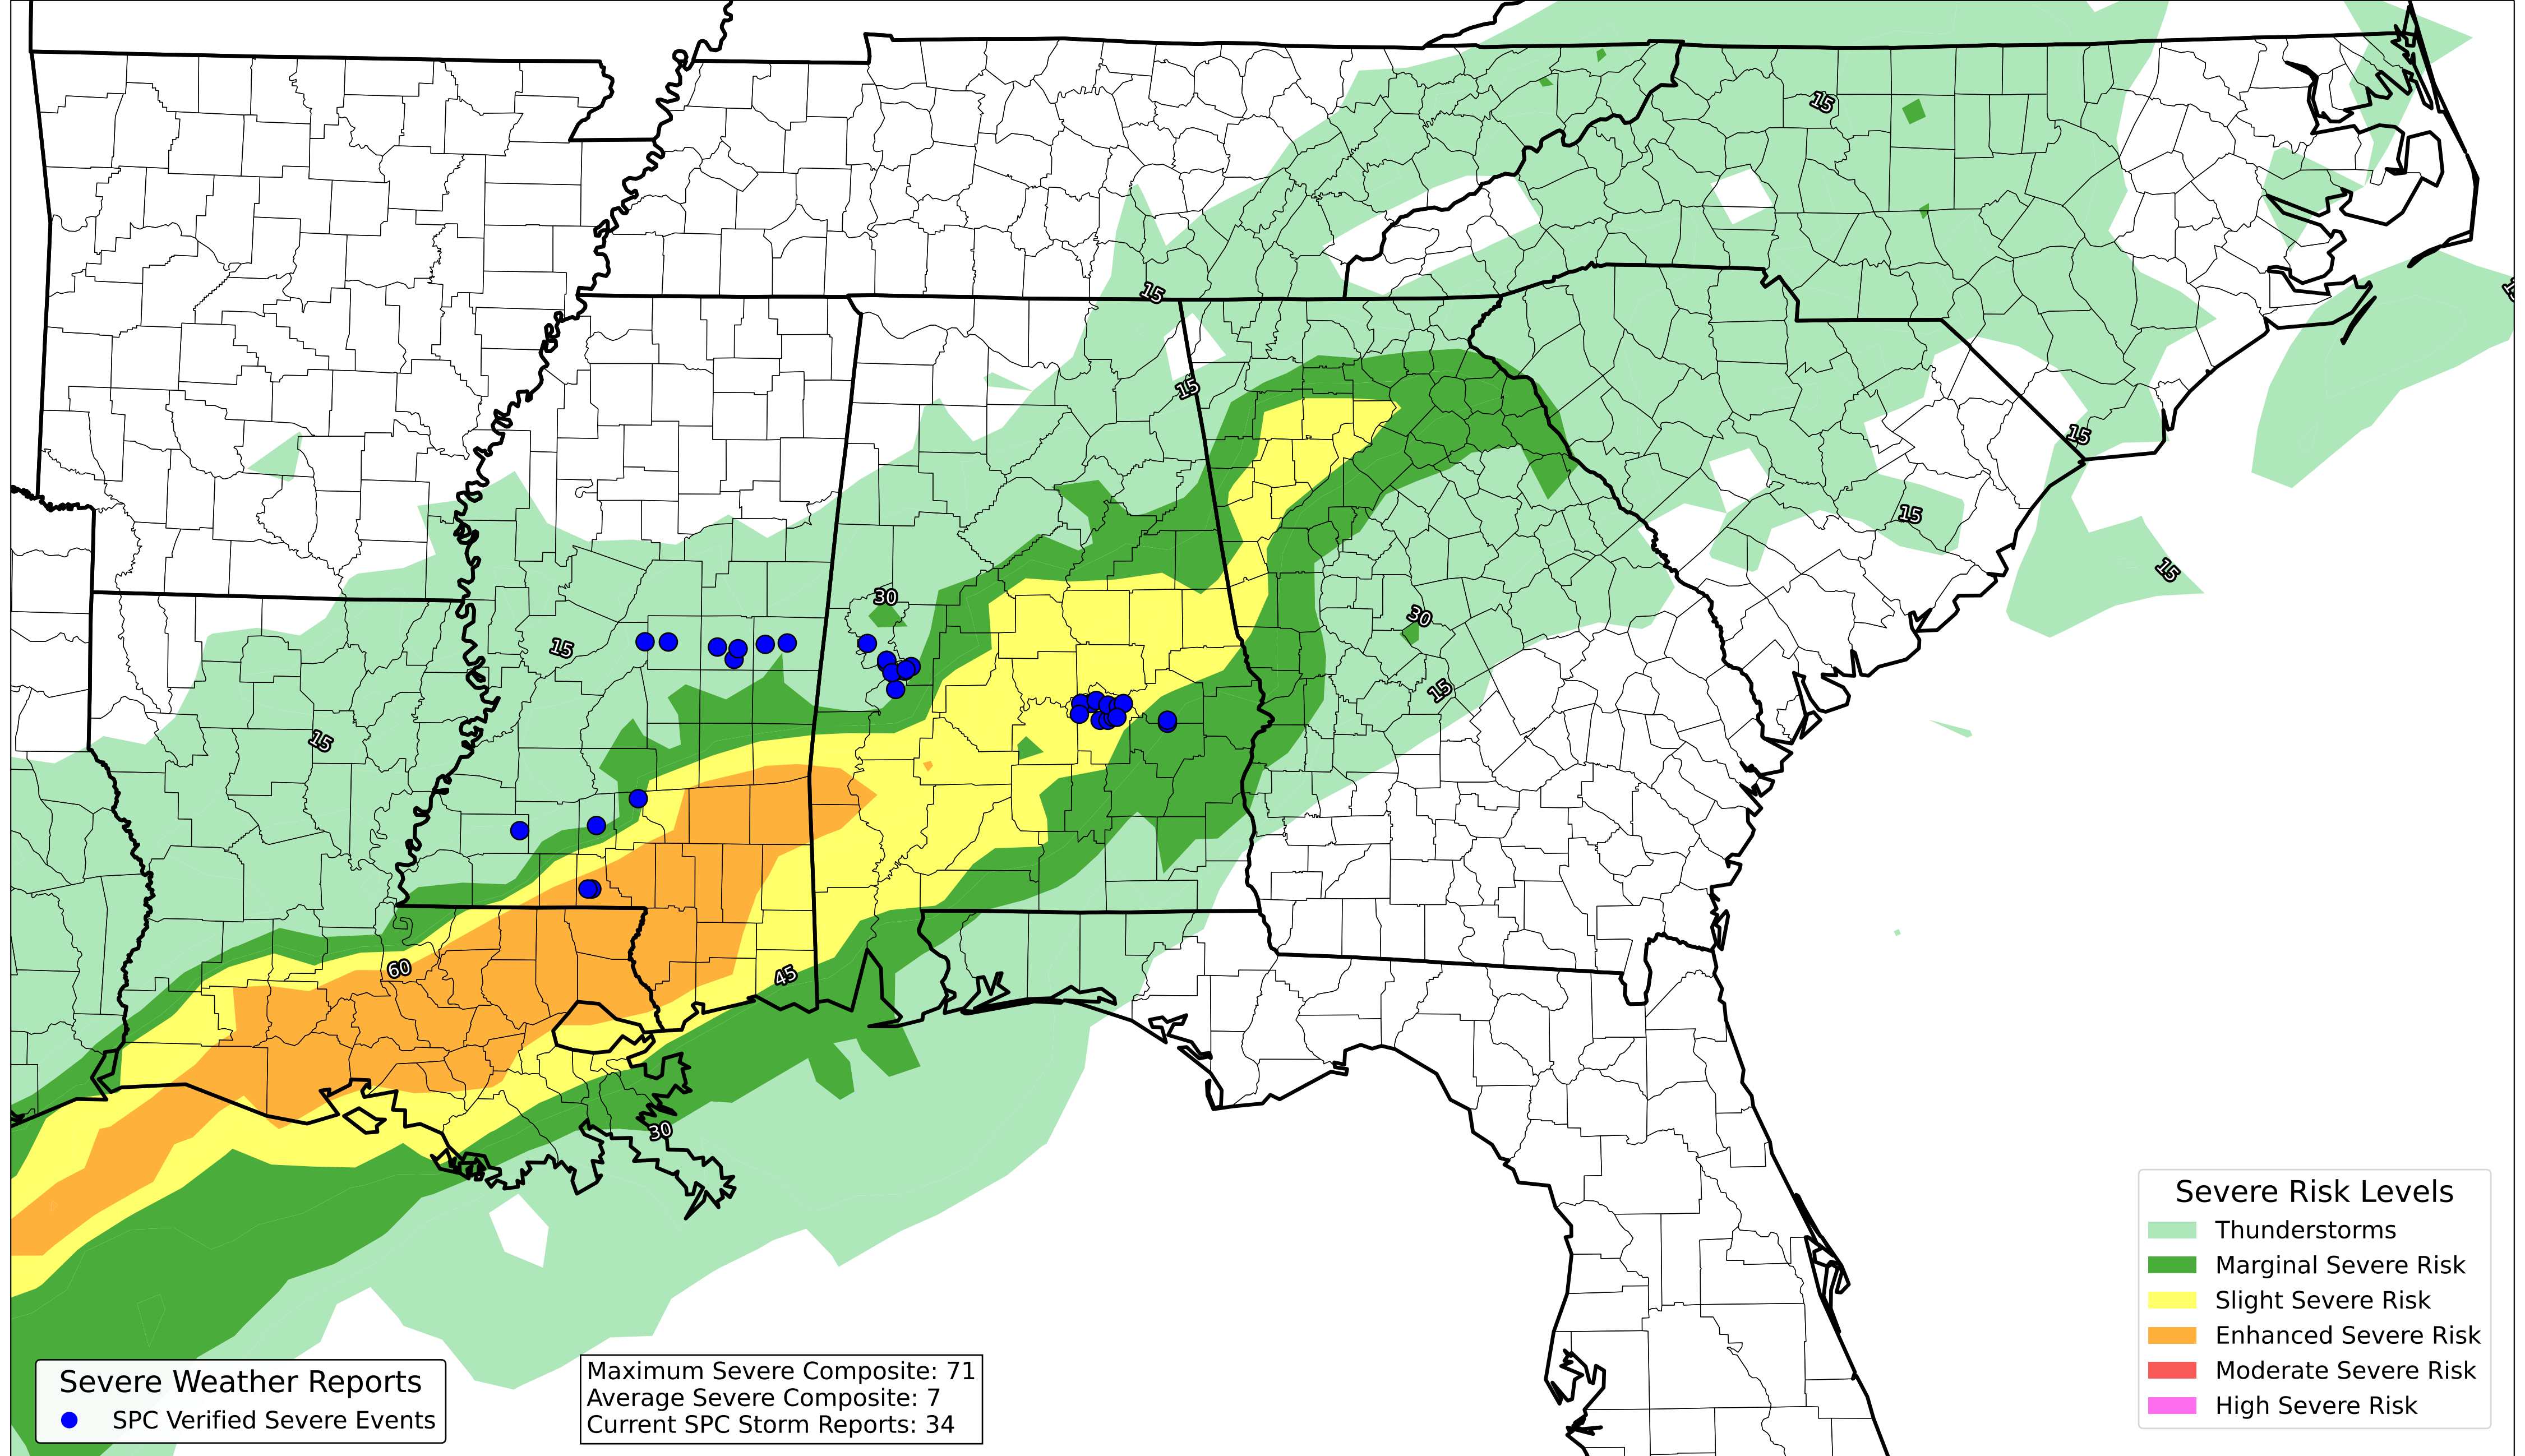 15
15
15
15
15
15
30
30
15
15
15
15
60
45
30
Severe Risk Levels
Thunderstorms
Marginal Severe Risk
Slight Severe Risk
Enhanced Severe Risk
Moderate Severe Risk
High Severe Risk
Severe Weather Reports
SPC Verified Severe Events
Maximum Severe Composite: 71
Average Severe Composite: 7
Current SPC Storm Reports: 34